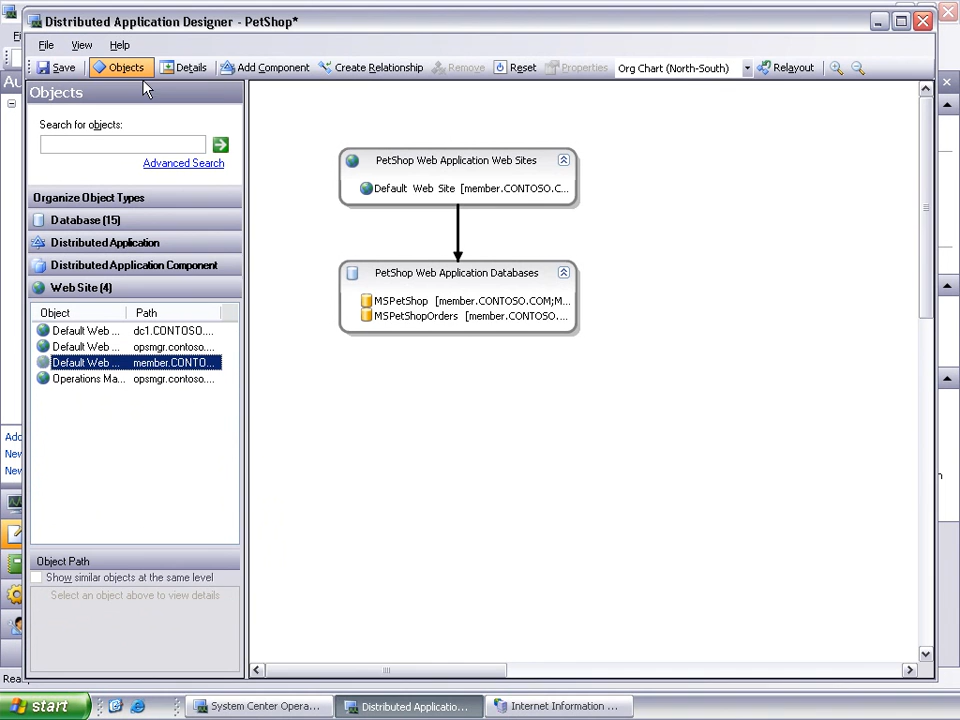 Distributed Application Designer - PetShop*
File View Help
Save Objects Details Add Component Create Relationship Remove Reset Properties Org Chart (North-South) Relayout
Objects
Search for objects:
Advanced Search
Organize Object Types
Database (15)
Distributed Application
Distributed Application Component
Web Site (4)
Object Path
Default Web ... dc1.CONTOSO....
Default Web ... opsmgr.contoso....
Default Web ... member.CONTO...
Operations Ma... opsmgr.contoso....
Object Path
Show similar objects at the same level
Select an object above to view details
PetShop Web Application Web Sites
Default Web Site [member.CONTOSO.C...
PetShop Web Application Databases
MSPetShop [member.CONTOSO.COM;M...
MSPetShopOrders [member.CONTOSO....
Add
New
New
start System Center Opera... Distributed Applicatio... Internet Information ...